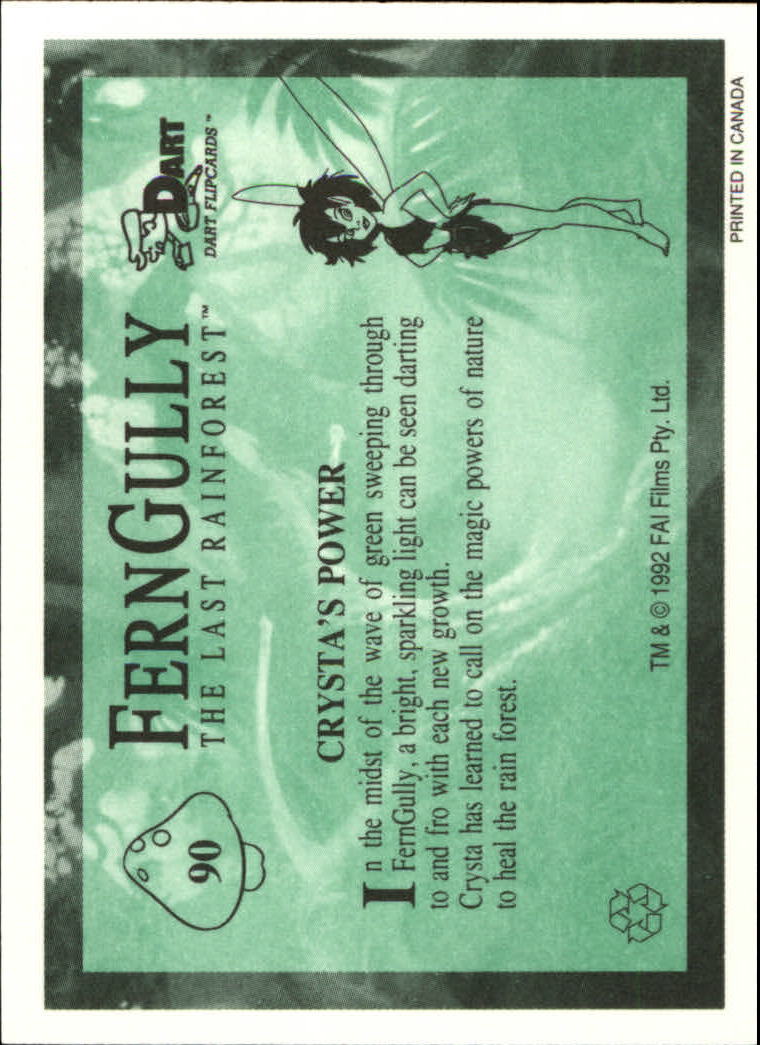 90
FERNGULLY
THE LAST RAINFOREST™
DART
DART FLIPCARDS™
CRYSTA'S POWER
In the midst of the wave of green sweeping through
FernGully, a bright, sparkling light can be seen darting
to and fro with each new growth.
Crysta has learned to call on the magic powers of nature
to heal the rain forest.
TM & © 1992 FAI Films Pty. Ltd.
PRINTED IN CANADA